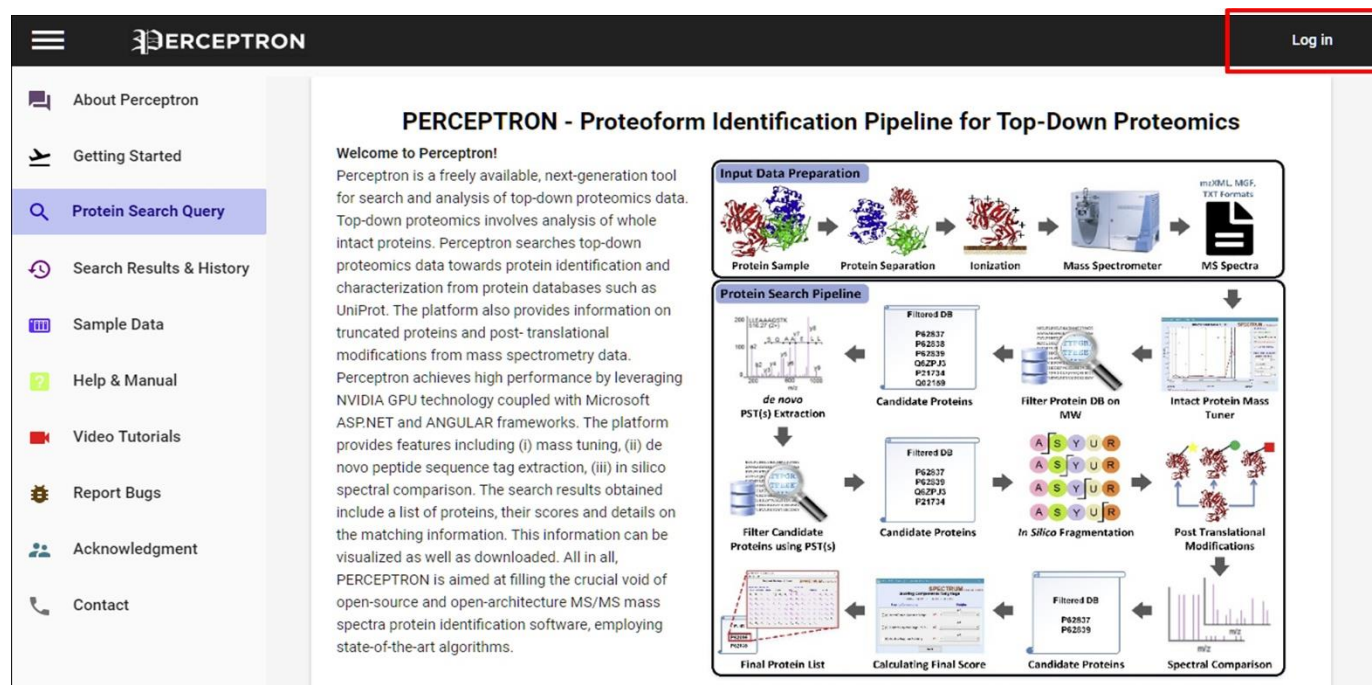 PERCEPTRON
Log in
About Perceptron
Getting Started
Protein Search Query
Search Results & History
Sample Data
Help & Manual
Video Tutorials
Report Bugs
Acknowledgment
Contact
PERCEPTRON - Proteoform Identification Pipeline for Top-Down Proteomics
Welcome to Perceptron!
Perceptron is a freely available, next-generation tool
for search and analysis of top-down proteomics data.
Top-down proteomics involves analysis of whole
intact proteins. Perceptron searches top-down
proteomics data towards protein identification and
characterization from protein databases such as
UniProt. The platform also provides information on
truncated proteins and post- translational
modifications from mass spectrometry data.
Perceptron achieves high performance by leveraging
NVIDIA GPU technology coupled with Microsoft
ASP.NET and ANGULAR frameworks. The platform
provides features including (i) mass tuning, (ii) de
novo peptide sequence tag extraction, (iii) in silico
spectral comparison. The search results obtained
include a list of proteins, their scores and details on
the matching information. This information can be
visualized as well as downloaded. All in all,
PERCEPTRON is aimed at filling the crucial void of
open-source and open-architecture MS/MS mass
spectra protein identification software, employing
state-of-the-art algorithms.
Input Data Preparation
mzXML, MGF,
TXT Formats
Protein Sample
Protein Separation
Ionization
Mass Spectrometer
MS Spectra
Protein Search Pipeline
de novo
PST(s) Extraction
Filtered DB
P62837
P62838
P62839
Q6ZPJ3
P21734
Q02159
Candidate Proteins
Filter Protein DB on
MW
Intact Protein Mass
Tuner
Filter Candidate
Proteins using PST(s)
Filtered DB
P62837
P62839
Q6ZPJ3
P21734
Candidate Proteins
A S Y U R
A S Y U R
A S Y U R
A S Y U R
In Silico Fragmentation
Post Translational
Modifications
Final Protein List
SPECTRUM
Calculating Final Score
Filtered DB
P62837
P62839
Candidate Proteins
m/z
m/z
Spectral Comparison